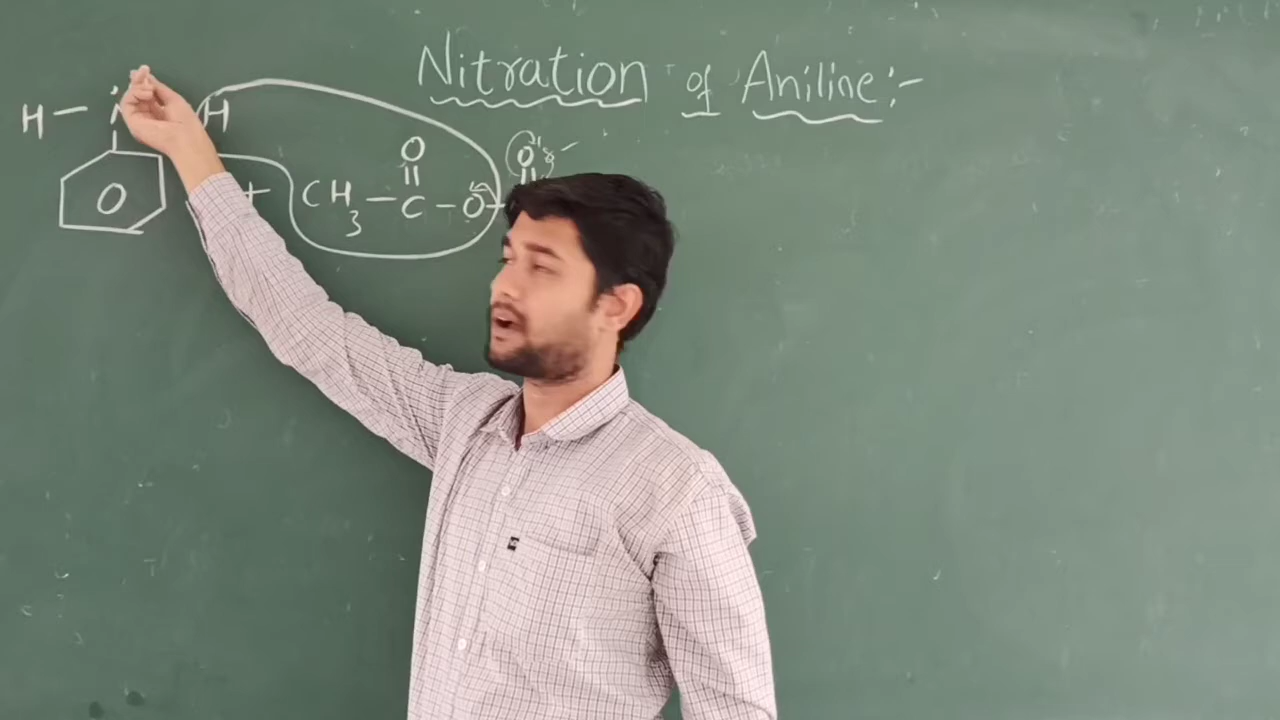 Nitration of Aniline :-
H - N H
O + CH3 - C - O -
O
O